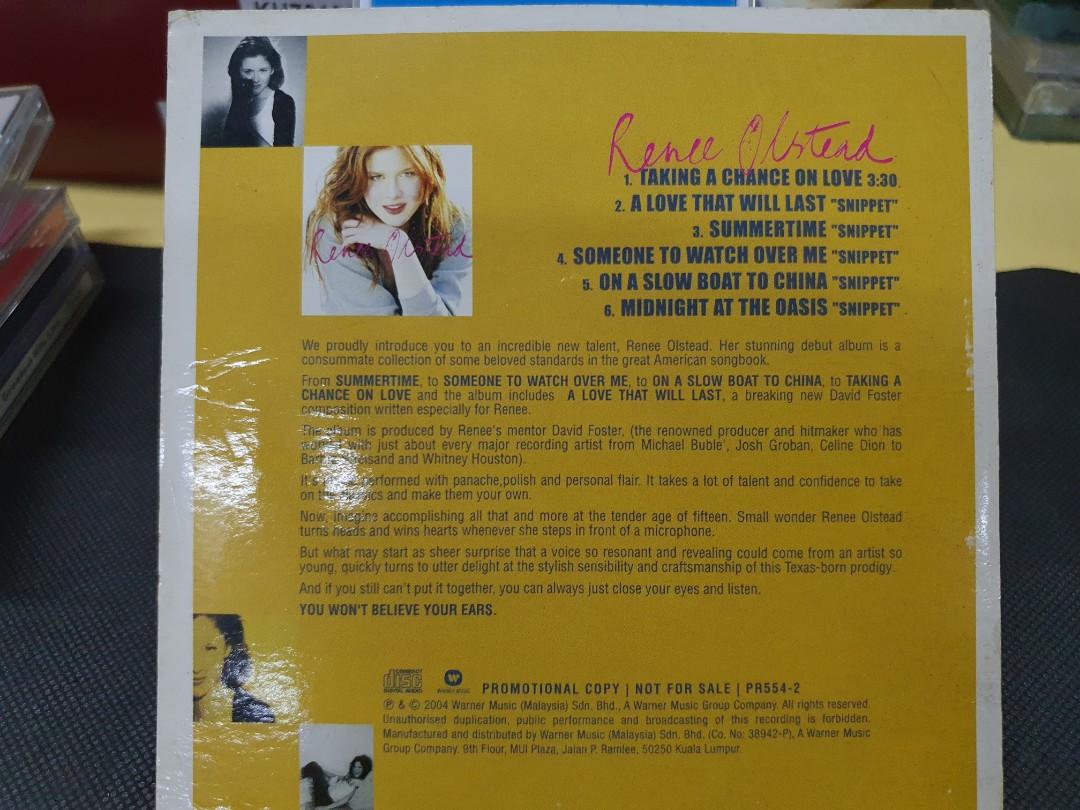 Renee Olstead
1. TAKING A CHANCE ON LOVE 3:30
2. A LOVE THAT WILL LAST "SNIPPET"
3. SUMMERTIME "SNIPPET"
4. SOMEONE TO WATCH OVER ME "SNIPPET"
5. ON A SLOW BOAT TO CHINA "SNIPPET"
6. MIDNIGHT AT THE OASIS "SNIPPET"
Renee Olstead
We proudly introduce you to an incredible new talent, Renee Olstead. Her stunning debut album is a
consummate collection of some beloved standards in the great American songbook.
From SUMMERTIME, to SOMEONE TO WATCH OVER ME, to ON A SLOW BOAT TO CHINA, to TAKING A
CHANCE ON LOVE and the album includes A LOVE THAT WILL LAST, a breaking new David Foster
composition written especially for Renee.
The album is produced by Renee's mentor David Foster, (the renowned producer and hitmaker who has
with just about every major recording artist from Michael Buble', Josh Groban, Celine Dion to
and Whitney Houston).
performed with panache,polish and personal flair. It takes a lot of talent and confidence to take
on and make them your own.
Now, imagine accomplishing all that and more at the tender age of fifteen. Small wonder Renee Olstead
turns heads and wins hearts whenever she steps in front of a microphone.
But what may start as sheer surprise that a voice so resonant and revealing could come from an artist so
young, quickly turns to utter delight at the stylish sensibility and craftsmanship of this Texas-born prodigy.
And if you still can't put it together, you can always just close your eyes and listen.
YOU WON'T BELIEVE YOUR EARS.
COMPACT
disc
DIGITAL AUDIO
WARNER MUSIC
PROMOTIONAL COPY | NOT FOR SALE | PR554-2
℗ & © 2004 Warner Music (Malaysia) Sdn. Bhd., A Warner Music Group Company. All rights reserved.
Unauthorised duplication, public performance and broadcasting of this recording is forbidden.
Manufactured and distributed by Warner Music (Malaysia) Sdn. Bhd. (Co. No: 38942-P), A Warner Music
Group Company. 9th Floor, MUI Plaza, Jalan P. Ramlee, 50250 Kuala Lumpur.